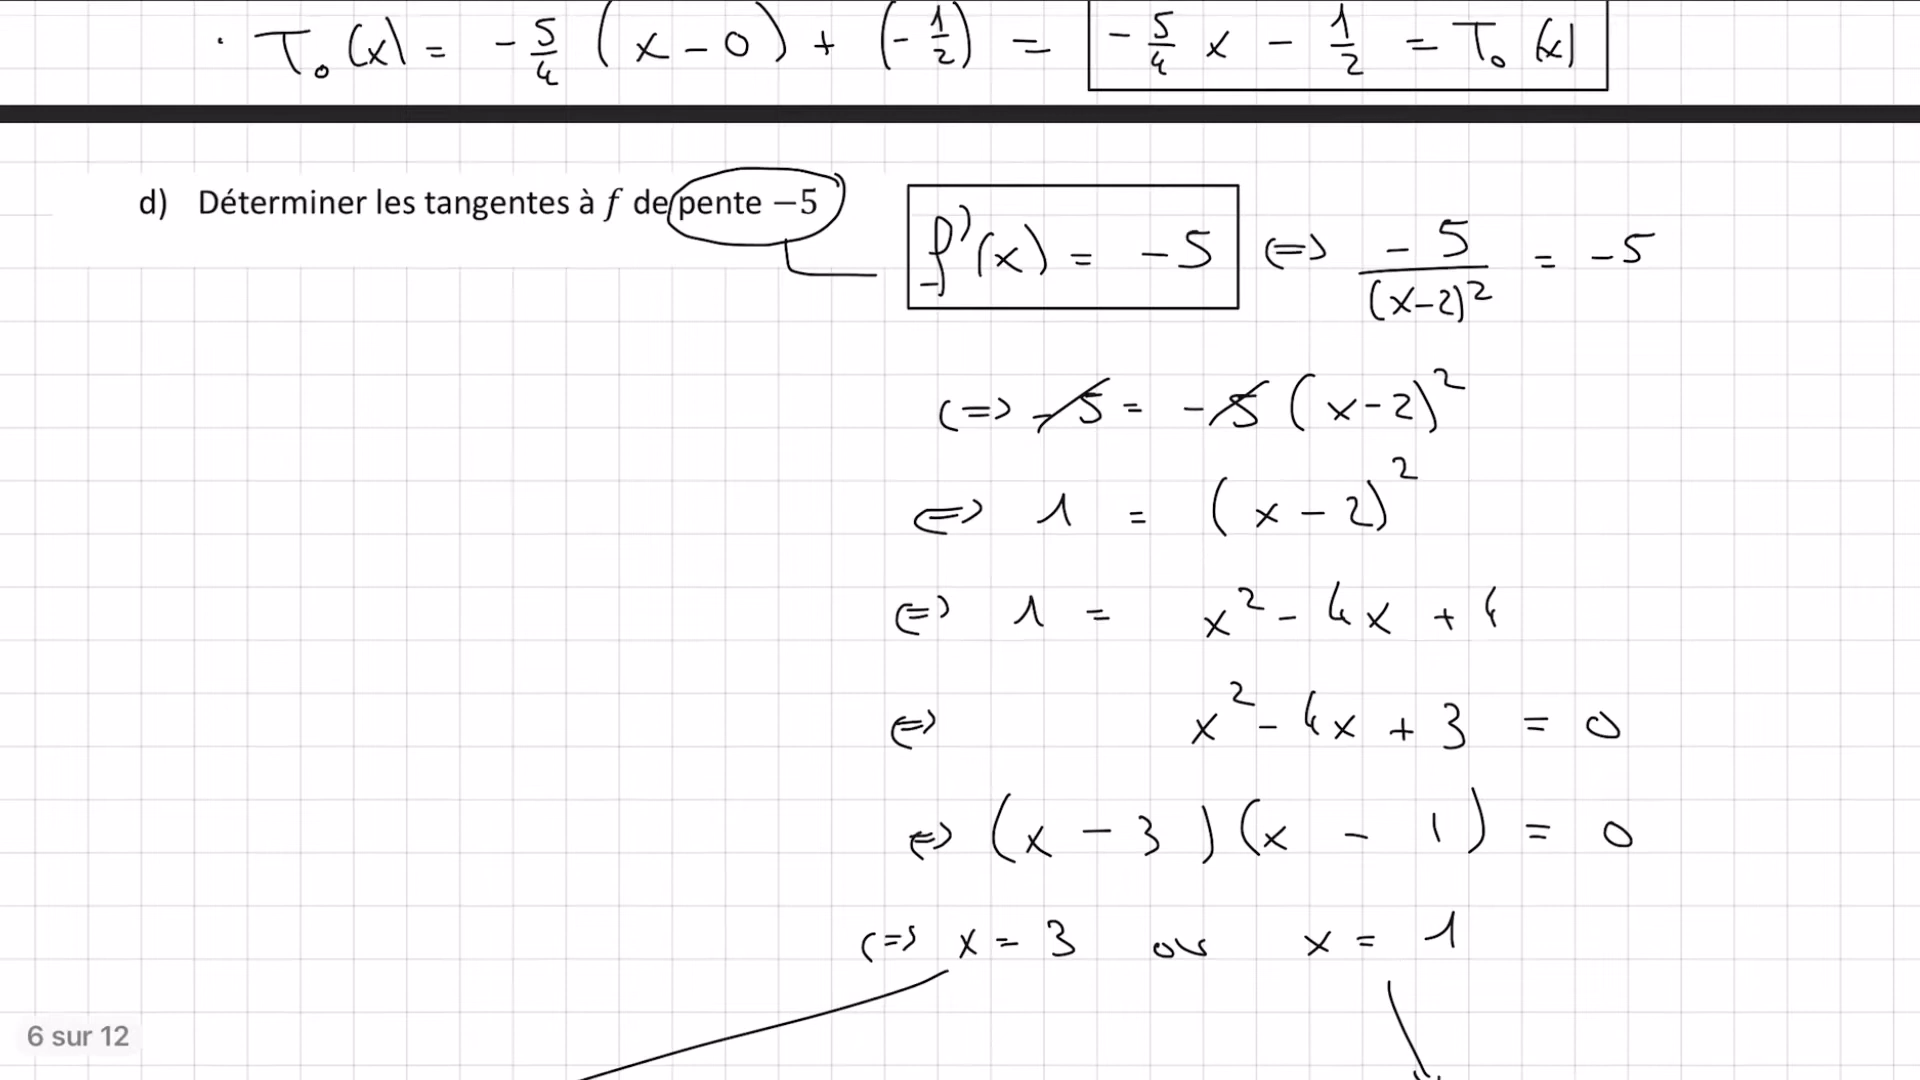 · T₀(x) = -5/4 (x-0) + (-1/2) = -5/4 x - 1/2 = T₀(x)
d) Déterminer les tangentes à f de pente −5
f'(x) = -5 <=> -5/(x-2)² = -5
<=> -5 = -5(x-2)²
<=> 1 = (x-2)²
<=> 1 = x² - 4x + 4
<=> x² - 4x + 3 = 0
<=> (x - 3)(x - 1) = 0
<=> x = 3 ou x = 1
6 sur 12